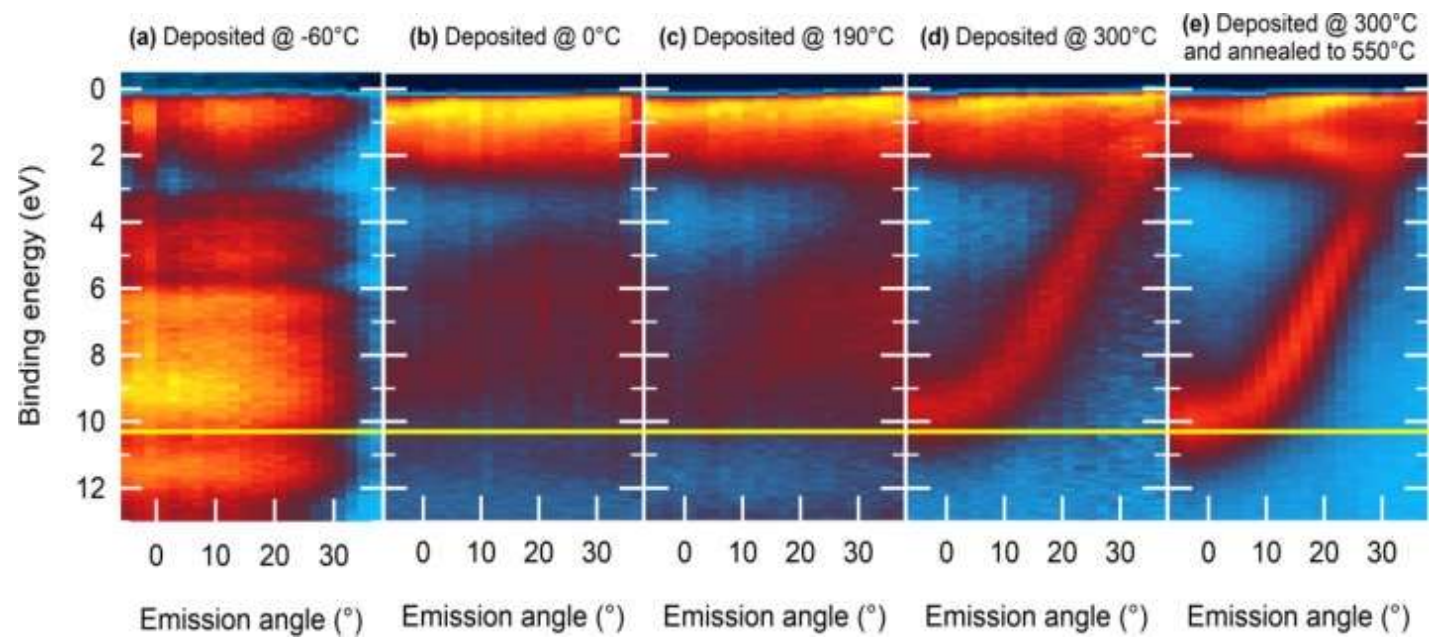 (a) Deposited @ -60°C
(b) Deposited @ 0°C
(c) Deposited @ 190°C
(d) Deposited @ 300°C
(e) Deposited @ 300°C
and annealed to 550°C
Binding energy (eV)
0
2
4
6
8
10
12
0 10 20 30
0 10 20 30
0 10 20 30
0 10 20 30
0 10 20 30
Emission angle (°)
Emission angle (°)
Emission angle (°)
Emission angle (°)
Emission angle (°)